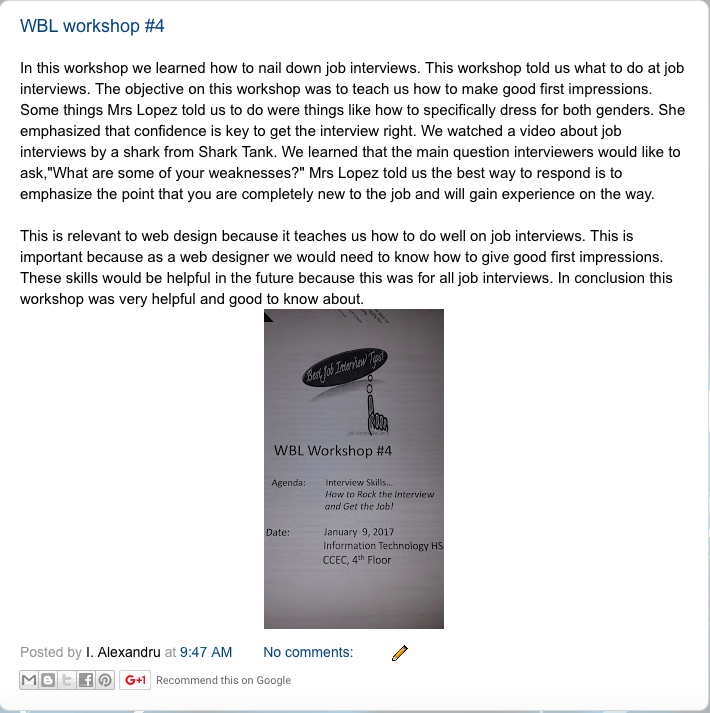 WBL workshop #4
In this workshop we learned how to nail down job interviews. This workshop told us what to do at job
interviews. The objective on this workshop was to teach us how to make good first impressions.
Some things Mrs Lopez told us to do were things like how to specifically dress for both genders. She
emphasized that confidence is key to get the interview right. We watched a video about job
interviews by a shark from Shark Tank. We learned that the main question interviewers would like to
ask,"What are some of your weaknesses?" Mrs Lopez told us the best way to respond is to
emphasize the point that you are completely new to the job and will gain experience on the way.
This is relevant to web design because it teaches us how to do well on job interviews. This is
important because as a web designer we would need to know how to give good first impressions.
These skills would be helpful in the future because this was for all job interviews. In conclusion this
workshop was very helpful and good to know about.
Best Job Interview Tips!
WBL Workshop #4
Agenda: Interview Skills...
How to Rock the Interview
and Get the Job!
Date: January 9, 2017
Information Technology HS
CCEC, 4th Floor
Posted by I. Alexandru at 9:47 AM No comments:
G+1 Recommend this on Google